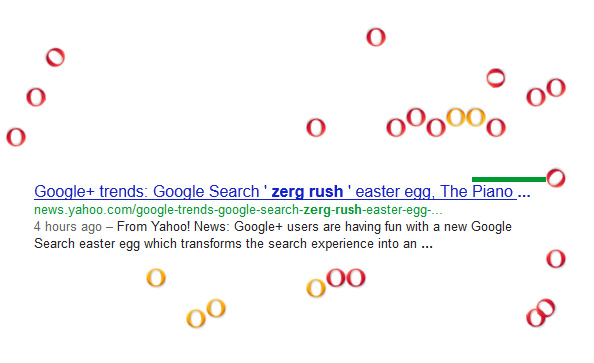 Google+ trends: Google Search ' zerg rush ' easter egg, The Piano ...
news.yahoo.com/google-trends-google-search-zerg-rush-easter-egg-...
4 hours ago – From Yahoo! News: Google+ users are having fun with a new Google
Search easter egg which transforms the search experience into an ...